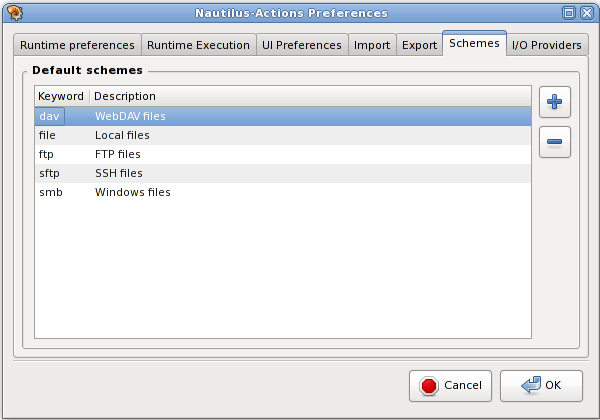 Nautilus-Actions Preferences
Runtime preferences Runtime Execution UI Preferences Import Export Schemes I/O Providers
Default schemes
Keyword Description
dav WebDAV files
file Local files
ftp FTP files
sftp SSH files
smb Windows files
Cancel OK